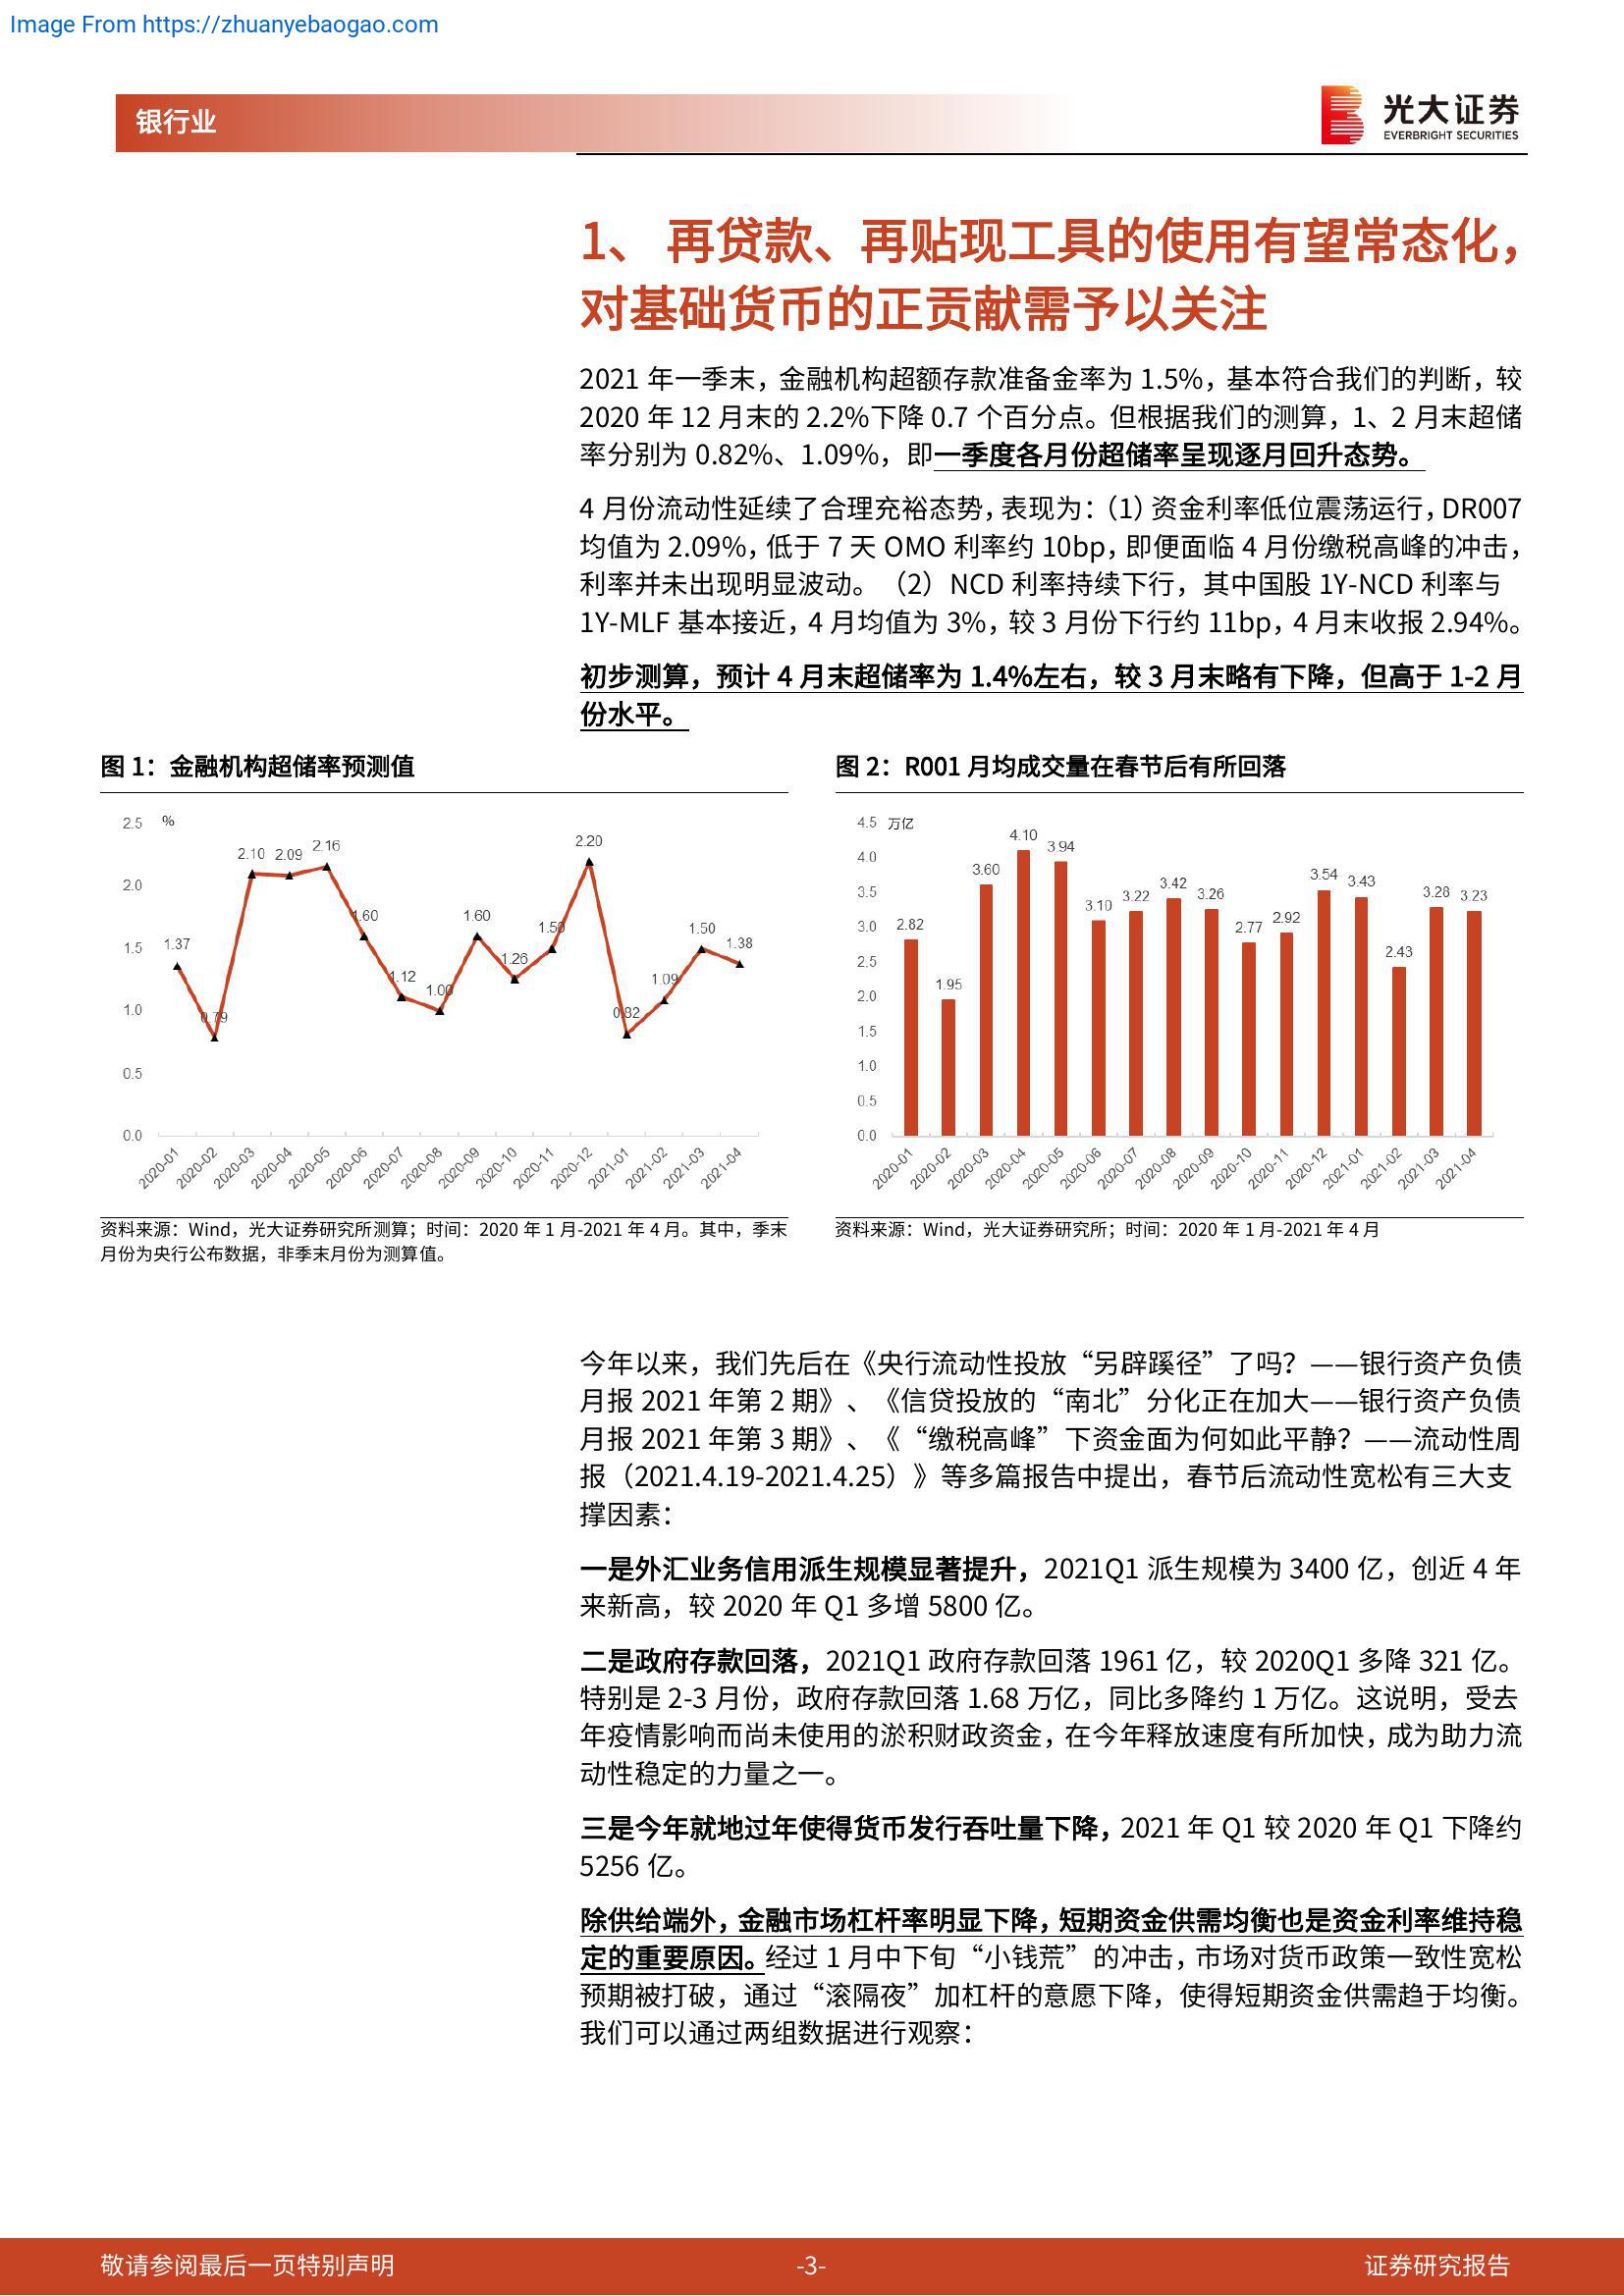 Image From https://zhuanyebaogao.com
银行业
光大证券
EVERBRIGHT SECURITIES
1、 再贷款、再贴现工具的使用有望常态化，
对基础货币的正贡献需予以关注
2021 年一季末，金融机构超额存款准备金率为 1.5%，基本符合我们的判断，较
2020 年 12 月末的 2.2%下降 0.7 个百分点。但根据我们的测算，1、2 月末超储
率分别为 0.82%、1.09%，即一季度各月份超储率呈现逐月回升态势。
4 月份流动性延续了合理充裕态势，表现为：（1）资金利率低位震荡运行，DR007
均值为 2.09%，低于 7 天 OMO 利率约 10bp，即便面临 4 月份缴税高峰的冲击，
利率并未出现明显波动。（2）NCD 利率持续下行，其中国股 1Y-NCD 利率与
1Y-MLF 基本接近，4 月均值为 3%，较 3 月份下行约 11bp，4 月末收报 2.94%。
初步测算，预计 4 月末超储率为 1.4%左右，较 3 月末略有下降，但高于 1-2 月
份水平。
图 1：金融机构超储率预测值
2.5 %
2.0
1.5
1.0
0.5
0.0
1.37
0.79
2.10
2.09
2.16
1.60
1.12
1.00
1.60
1.26
1.50
2.20
0.82
1.09
1.50
1.38
2020-01
2020-02
2020-03
2020-04
2020-05
2020-06
2020-07
2020-08
2020-09
2020-10
2020-11
2020-12
2021-01
2021-02
2021-03
2021-04
资料来源：Wind，光大证券研究所测算；时间：2020 年 1 月-2021 年 4 月。其中，季末
月份为央行公布数据，非季末月份为测算值。
图 2：R001 月均成交量在春节后有所回落
4.5 万亿
4.0
3.5
3.0
2.5
2.0
1.5
1.0
0.5
0.0
2.82
1.95
3.60
4.10
3.94
3.10
3.22
3.42
3.26
2.77
2.92
3.54
3.43
2.43
3.28
3.23
2020-01
2020-02
2020-03
2020-04
2020-05
2020-06
2020-07
2020-08
2020-09
2020-10
2020-11
2020-12
2021-01
2021-02
2021-03
2021-04
资料来源：Wind，光大证券研究所；时间：2020 年 1 月-2021 年 4 月
今年以来，我们先后在《央行流动性投放“另辟蹊径”了吗？——银行资产负债
月报 2021 年第 2 期》、《信贷投放的“南北”分化正在加大——银行资产负债
月报 2021 年第 3 期》、《 “缴税高峰”下资金面为何如此平静？——流动性周
报（2021.4.19-2021.4.25）》等多篇报告中提出，春节后流动性宽松有三大支
撑因素：
一是外汇业务信用派生规模显著提升，2021Q1 派生规模为 3400 亿，创近 4 年
来新高，较 2020 年 Q1 多增 5800 亿。
二是政府存款回落，2021Q1 政府存款回落 1961 亿，较 2020Q1 多降 321 亿。
特别是 2-3 月份，政府存款回落 1.68 万亿，同比多降约 1 万亿。这说明，受去
年疫情影响而尚未使用的淤积财政资金，在今年释放速度有所加快，成为助力流
动性稳定的力量之一。
三是今年就地过年使得货币发行吞吐量下降，2021 年 Q1 较 2020 年 Q1 下降约
5256 亿。
除供给端外，金融市场杠杆率明显下降，短期资金供需均衡也是资金利率维持稳
定的重要原因。经过 1 月中下旬“小钱荒”的冲击，市场对货币政策一致性宽松
预期被打破，通过“滚隔夜”加杠杆的意愿下降，使得短期资金供需趋于均衡。
我们可以通过两组数据进行观察：
敬请参阅最后一页特别声明
-3-
证券研究报告